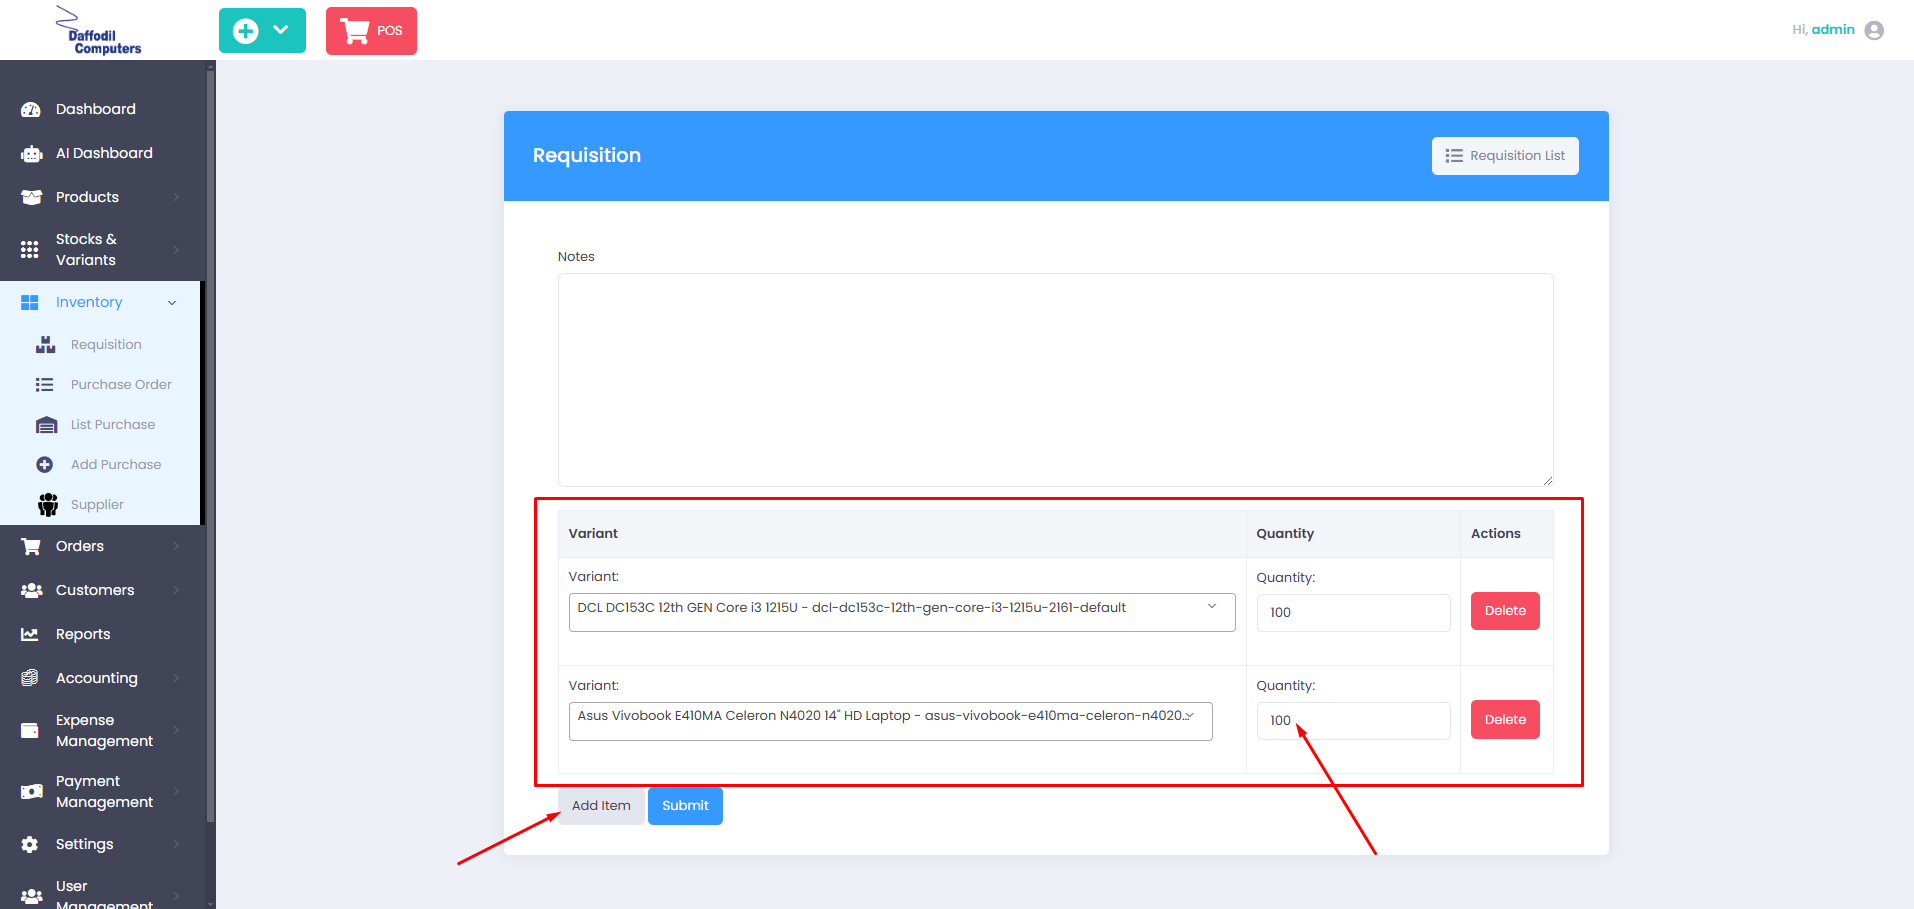 Daffodil
Computers
POS
Hi, admin
Dashboard
AI Dashboard
Products
Stocks &
Variants
Inventory
Requisition
Purchase Order
List Purchase
Add Purchase
Supplier
Orders
Customers
Reports
Accounting
Expense
Management
Payment
Management
Settings
User
Management
Requisition
Requisition List
Notes
Variant Quantity Actions
Variant: Quantity:
DCL DC153C 12th GEN Core i3 1215U - dcl-dc153c-12th-gen-core-i3-1215u-2161-default 100 Delete
Variant: Quantity:
Asus Vivobook E410MA Celeron N4020 14" HD Laptop - asus-vivobook-e410ma-celeron-n4020... 100 Delete
Add Item Submit